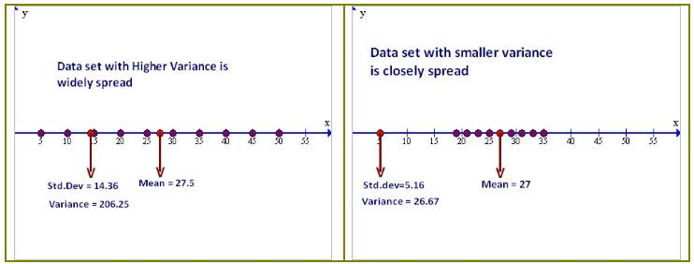 y
Data set with Higher Variance is
widely spread
x
5 10 15 20 25 30 35 40 45 50 55
Std.Dev = 14.36
Mean = 27.5
Variance = 206.25
y
Data set with smaller variance
is closely spread
x
5 10 15 20 25 30 35 40 45 50 55
Std.dev=5.16
Mean = 27
Variance = 26.67